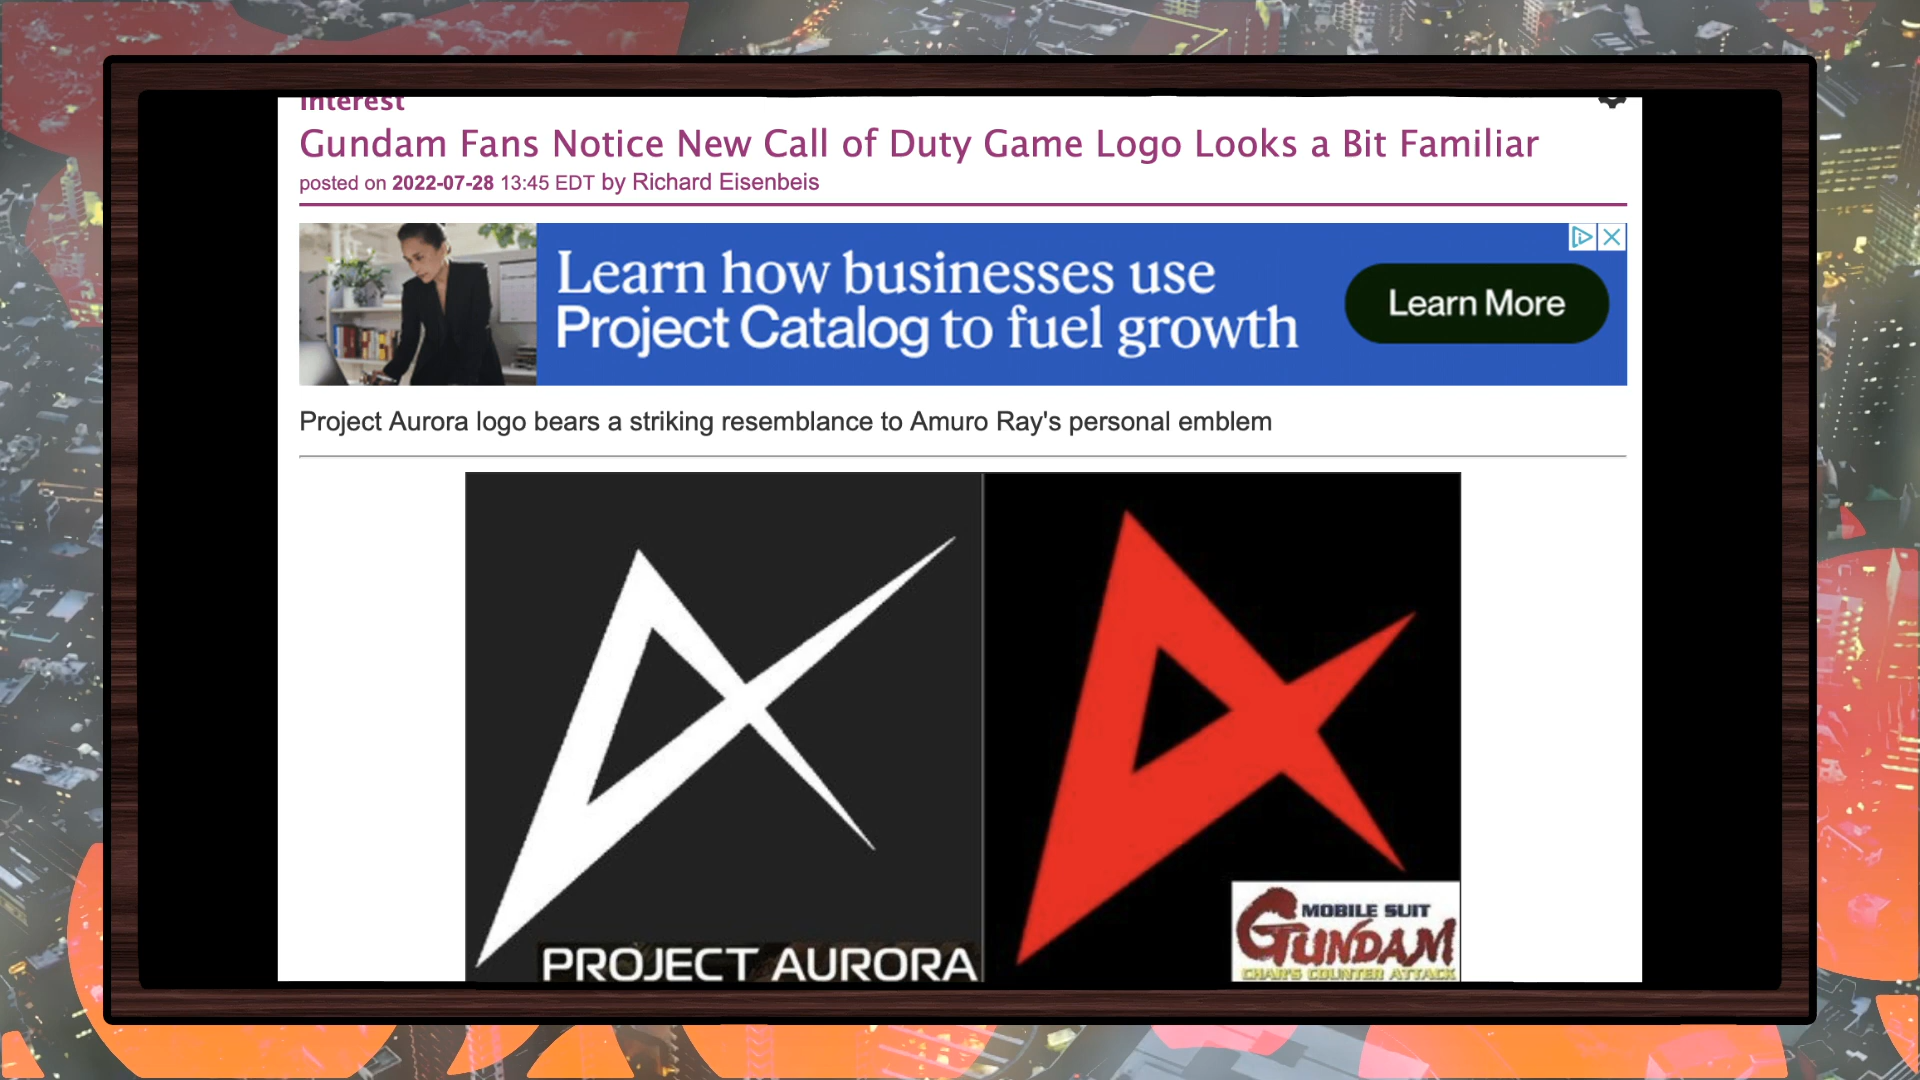 Interest
Gundam Fans Notice New Call of Duty Game Logo Looks a Bit Familiar
posted on 2022-07-28 13:45 EDT by Richard Eisenbeis
Learn how businesses use
Project Catalog to fuel growth
Learn More
Project Aurora logo bears a striking resemblance to Amuro Ray's personal emblem
PROJECT AURORA
MOBILE SUIT
GUNDAM
CHAR'S COUNTER ATTACK